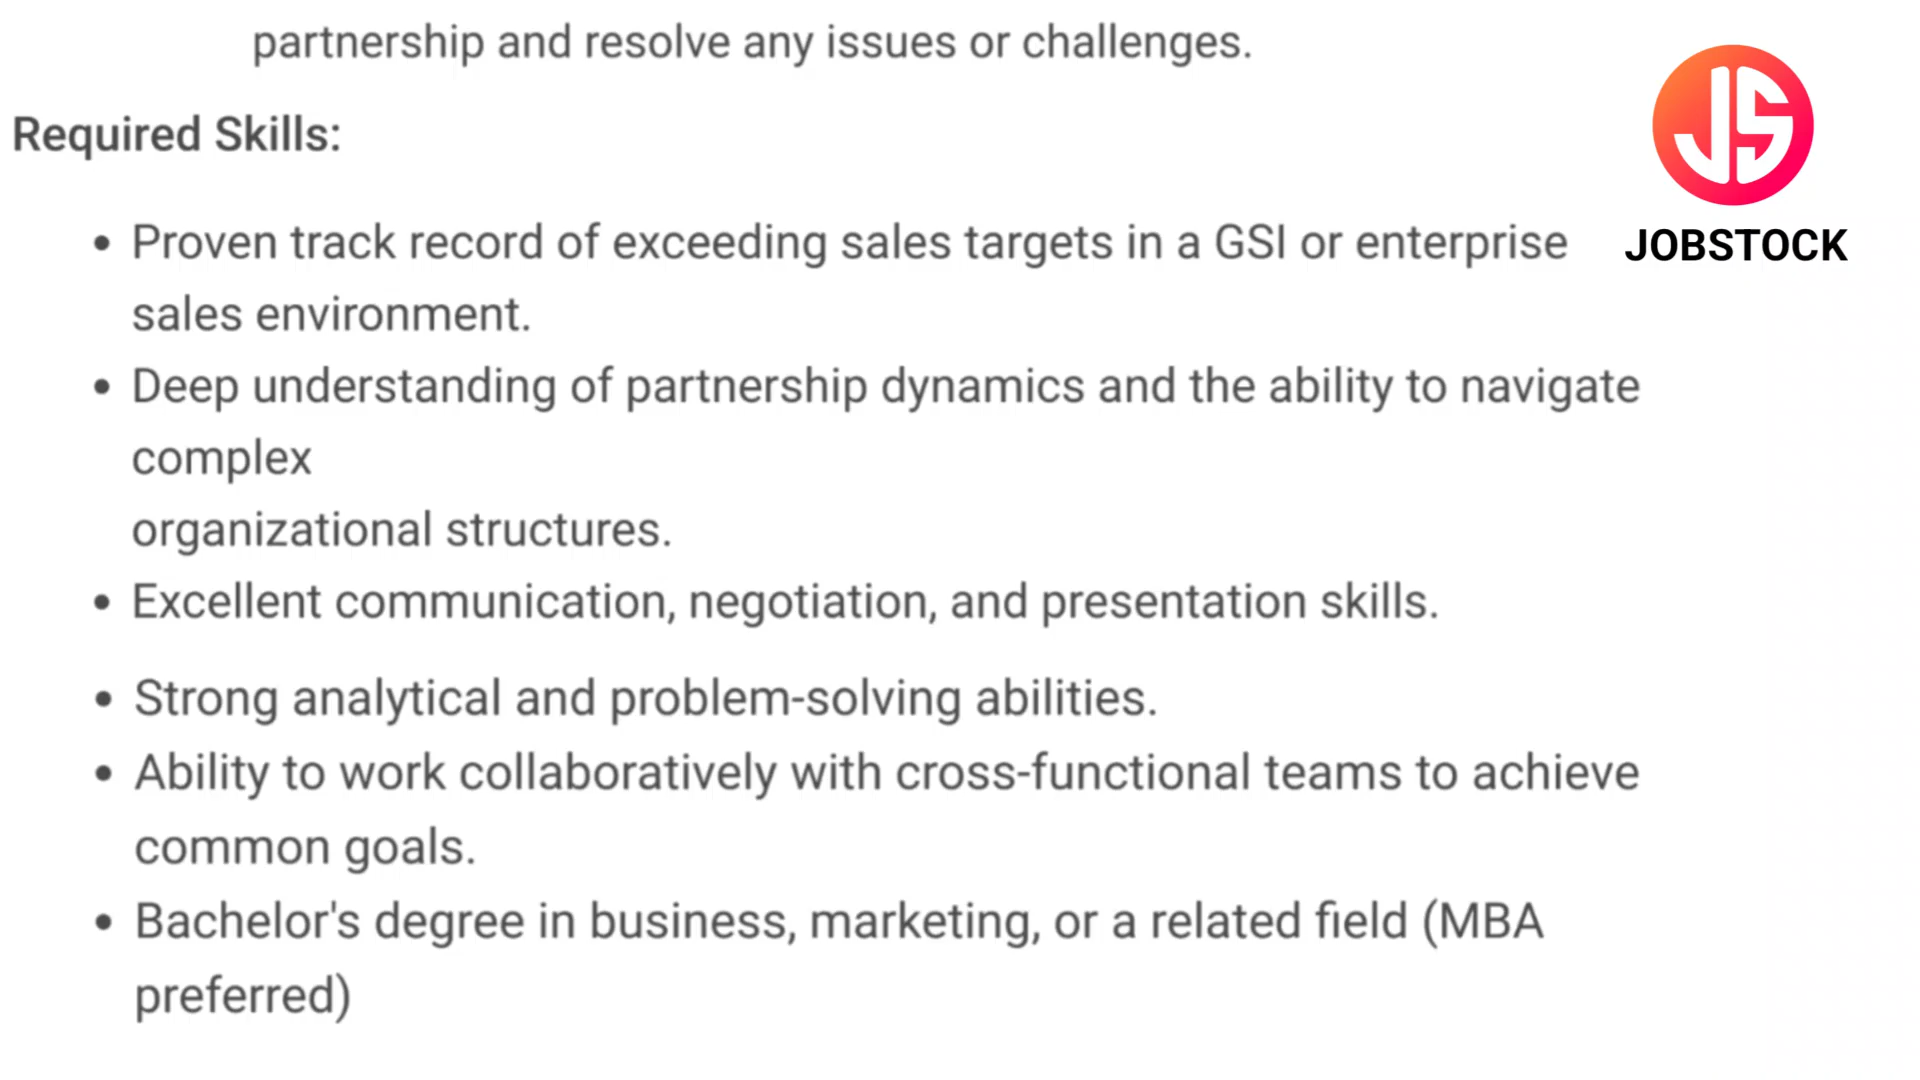 partnership and resolve any issues or challenges.
JS
Required Skills:
JOBSTOCK
• Proven track record of exceeding sales targets in a GSI or enterprise
sales environment.
• Deep understanding of partnership dynamics and the ability to navigate
complex
organizational structures.
• Excellent communication, negotiation, and presentation skills.
• Strong analytical and problem-solving abilities.
• Ability to work collaboratively with cross-functional teams to achieve
common goals.
• Bachelor's degree in business, marketing, or a related field (MBA
preferred)